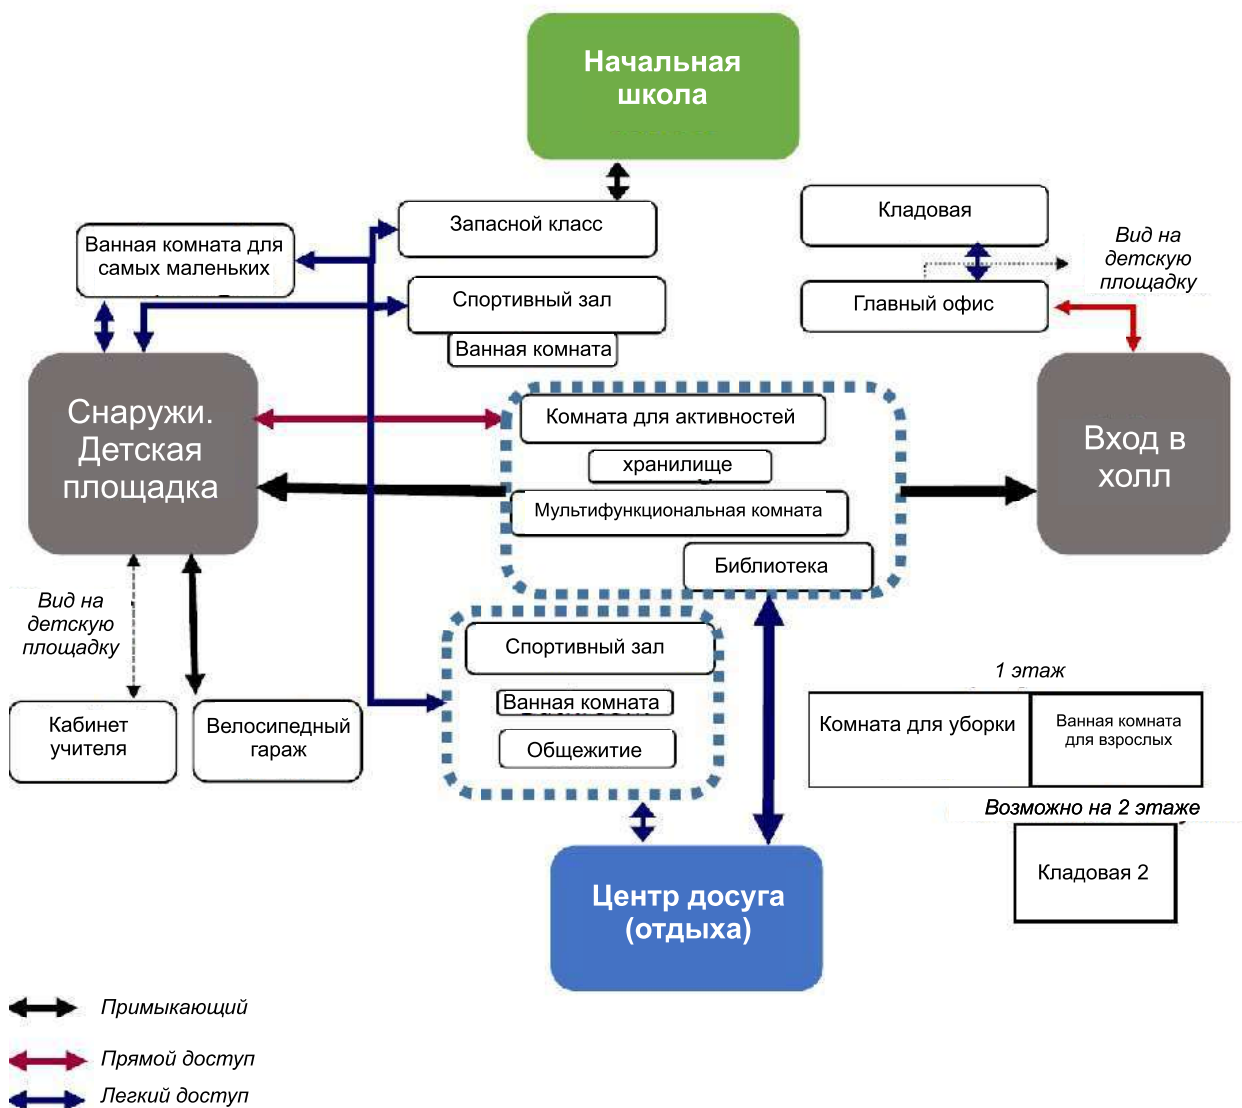 Начальная
школа
Запасной класс
Кладовая
Вид на
детскую
площадку
Ванная комната для
самых маленьких
Спортивный зал
Главный офис
Ванная комната
Снаружи.
Детская
площадка
Комната для активностей
хранилище
Мультифункциональная комната
Библиотека
Вход в
холл
Вид на
детскую
площадку
Спортивный зал
Ванная комната
Общежитие
Кабинет
учителя
Велосипедный
гараж
1 этаж
Комната для уборки
Ванная комната
для взрослых
Возможно на 2 этаже
Кладовая 2
Центр досуга
(отдыха)
Примыкающий
Прямой доступ
Легкий доступ